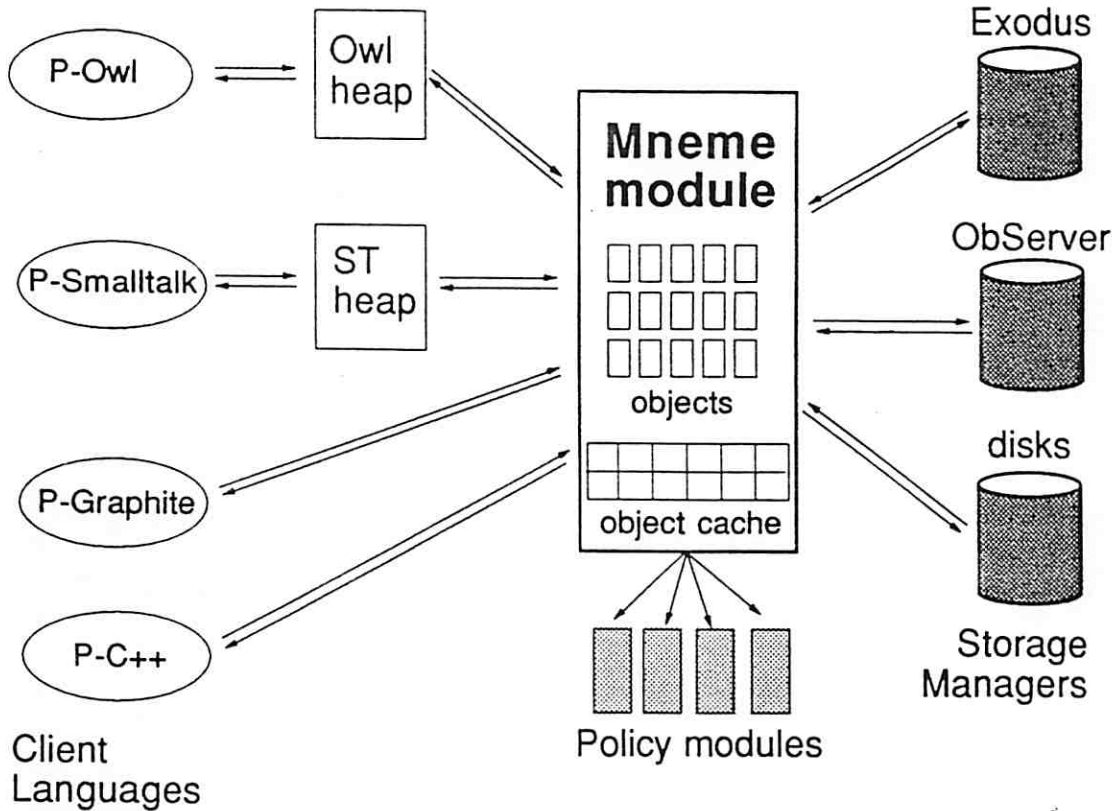 P-Owl
Owl
heap
P-Smalltalk
ST
heap
P-Graphite
P-C++
Client
Languages
Mneme
module
objects
object cache
Policy modules
Exodus
ObServer
disks
Storage
Managers